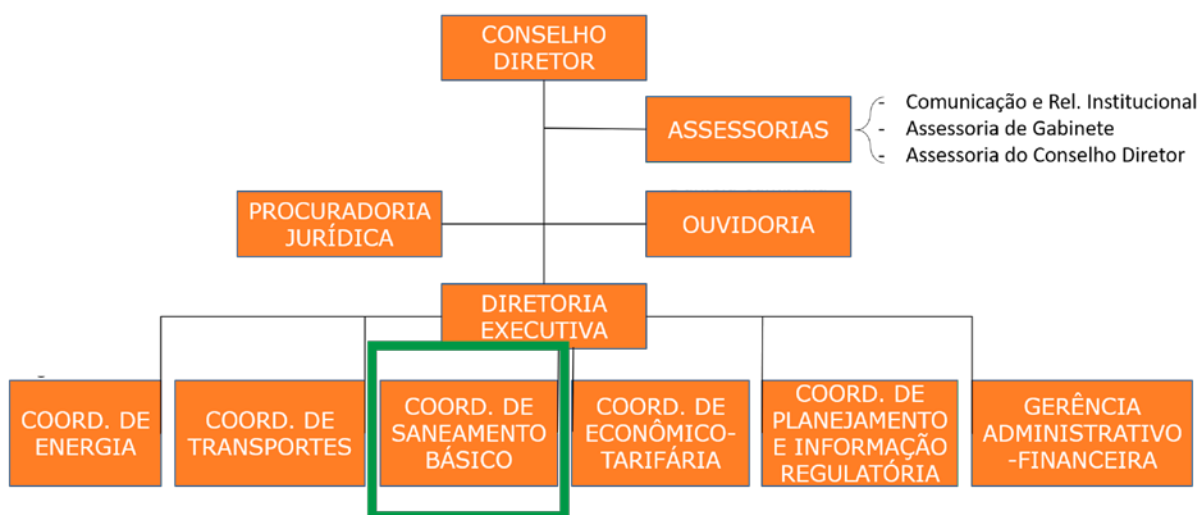 CONSELHO
DIRETOR
ASSESSORIAS
- Comunicação e Rel. Institucional
- Assessoria de Gabinete
- Assessoria do Conselho Diretor
PROCURADORIA
JURÍDICA
OUVIDORIA
DIRETORIA
EXECUTIVA
COORD. DE
ENERGIA
COORD. DE
TRANSPORTES
COORD. DE
SANEAMENTO
BÁSICO
COORD. DE
ECONÔMICO-
TARIFÁRIA
COORD. DE
PLANEJAMENTO
E INFORMAÇÃO
REGULATÓRIA
GERÊNCIA
ADMINISTRATIVO
-FINANCEIRA